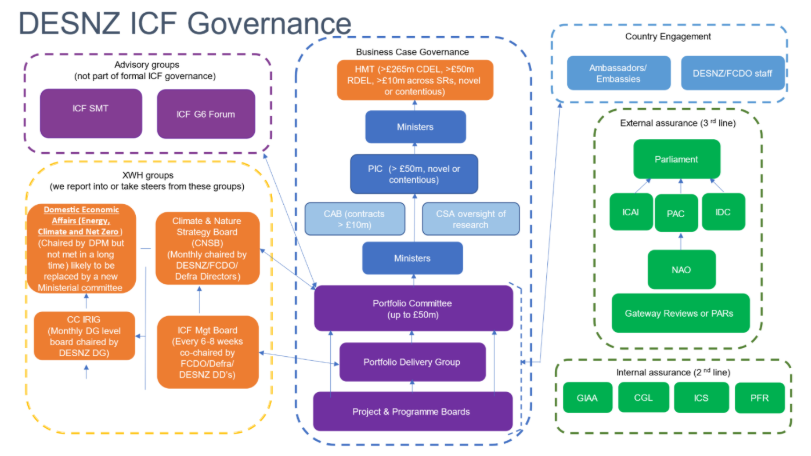 DESNZ ICF Governance
Advisory groups
(not part of formal ICF governance)
ICF SMT
ICF G6 Forum
XWH groups
(we report into or take steers from these groups)
Domestic Economic
Affairs (Energy,
Climate and Net Zero )
(Chaired by DPM but
not met in a long
time) likely to be
replaced by a new
Ministerial committee
Climate & Nature
Strategy Board
(CNSB)
(Monthly chaired by
DESNZ/FCDO/
Defra Directors)
CC IRIG
(Monthly DG level
board chaired by
DESNZ DG)
ICF Mgt Board
(Every 6-8 weeks
co-chaired by
FCDO/Defra/
DESNZ DD's)
Business Case Governance
HMT (>£265m CDEL, >£50m
RDEL, >£10m across SRs, novel
or contentious)
Ministers
PIC (> £50m, novel or
contentious)
CAB (contracts
> £10m)
CSA oversight of
research
Ministers
Portfolio Committee
(up to £50m)
Portfolio Delivery Group
Project & Programme Boards
Country Engagement
Ambassadors/
Embassies
DESNZ/FCDO staff
External assurance (3 rd line)
Parliament
ICAI
PAC
IDC
NAO
Gateway Reviews or PARs
Internal assurance (2 nd line)
GIAA
CGL
ICS
PFR